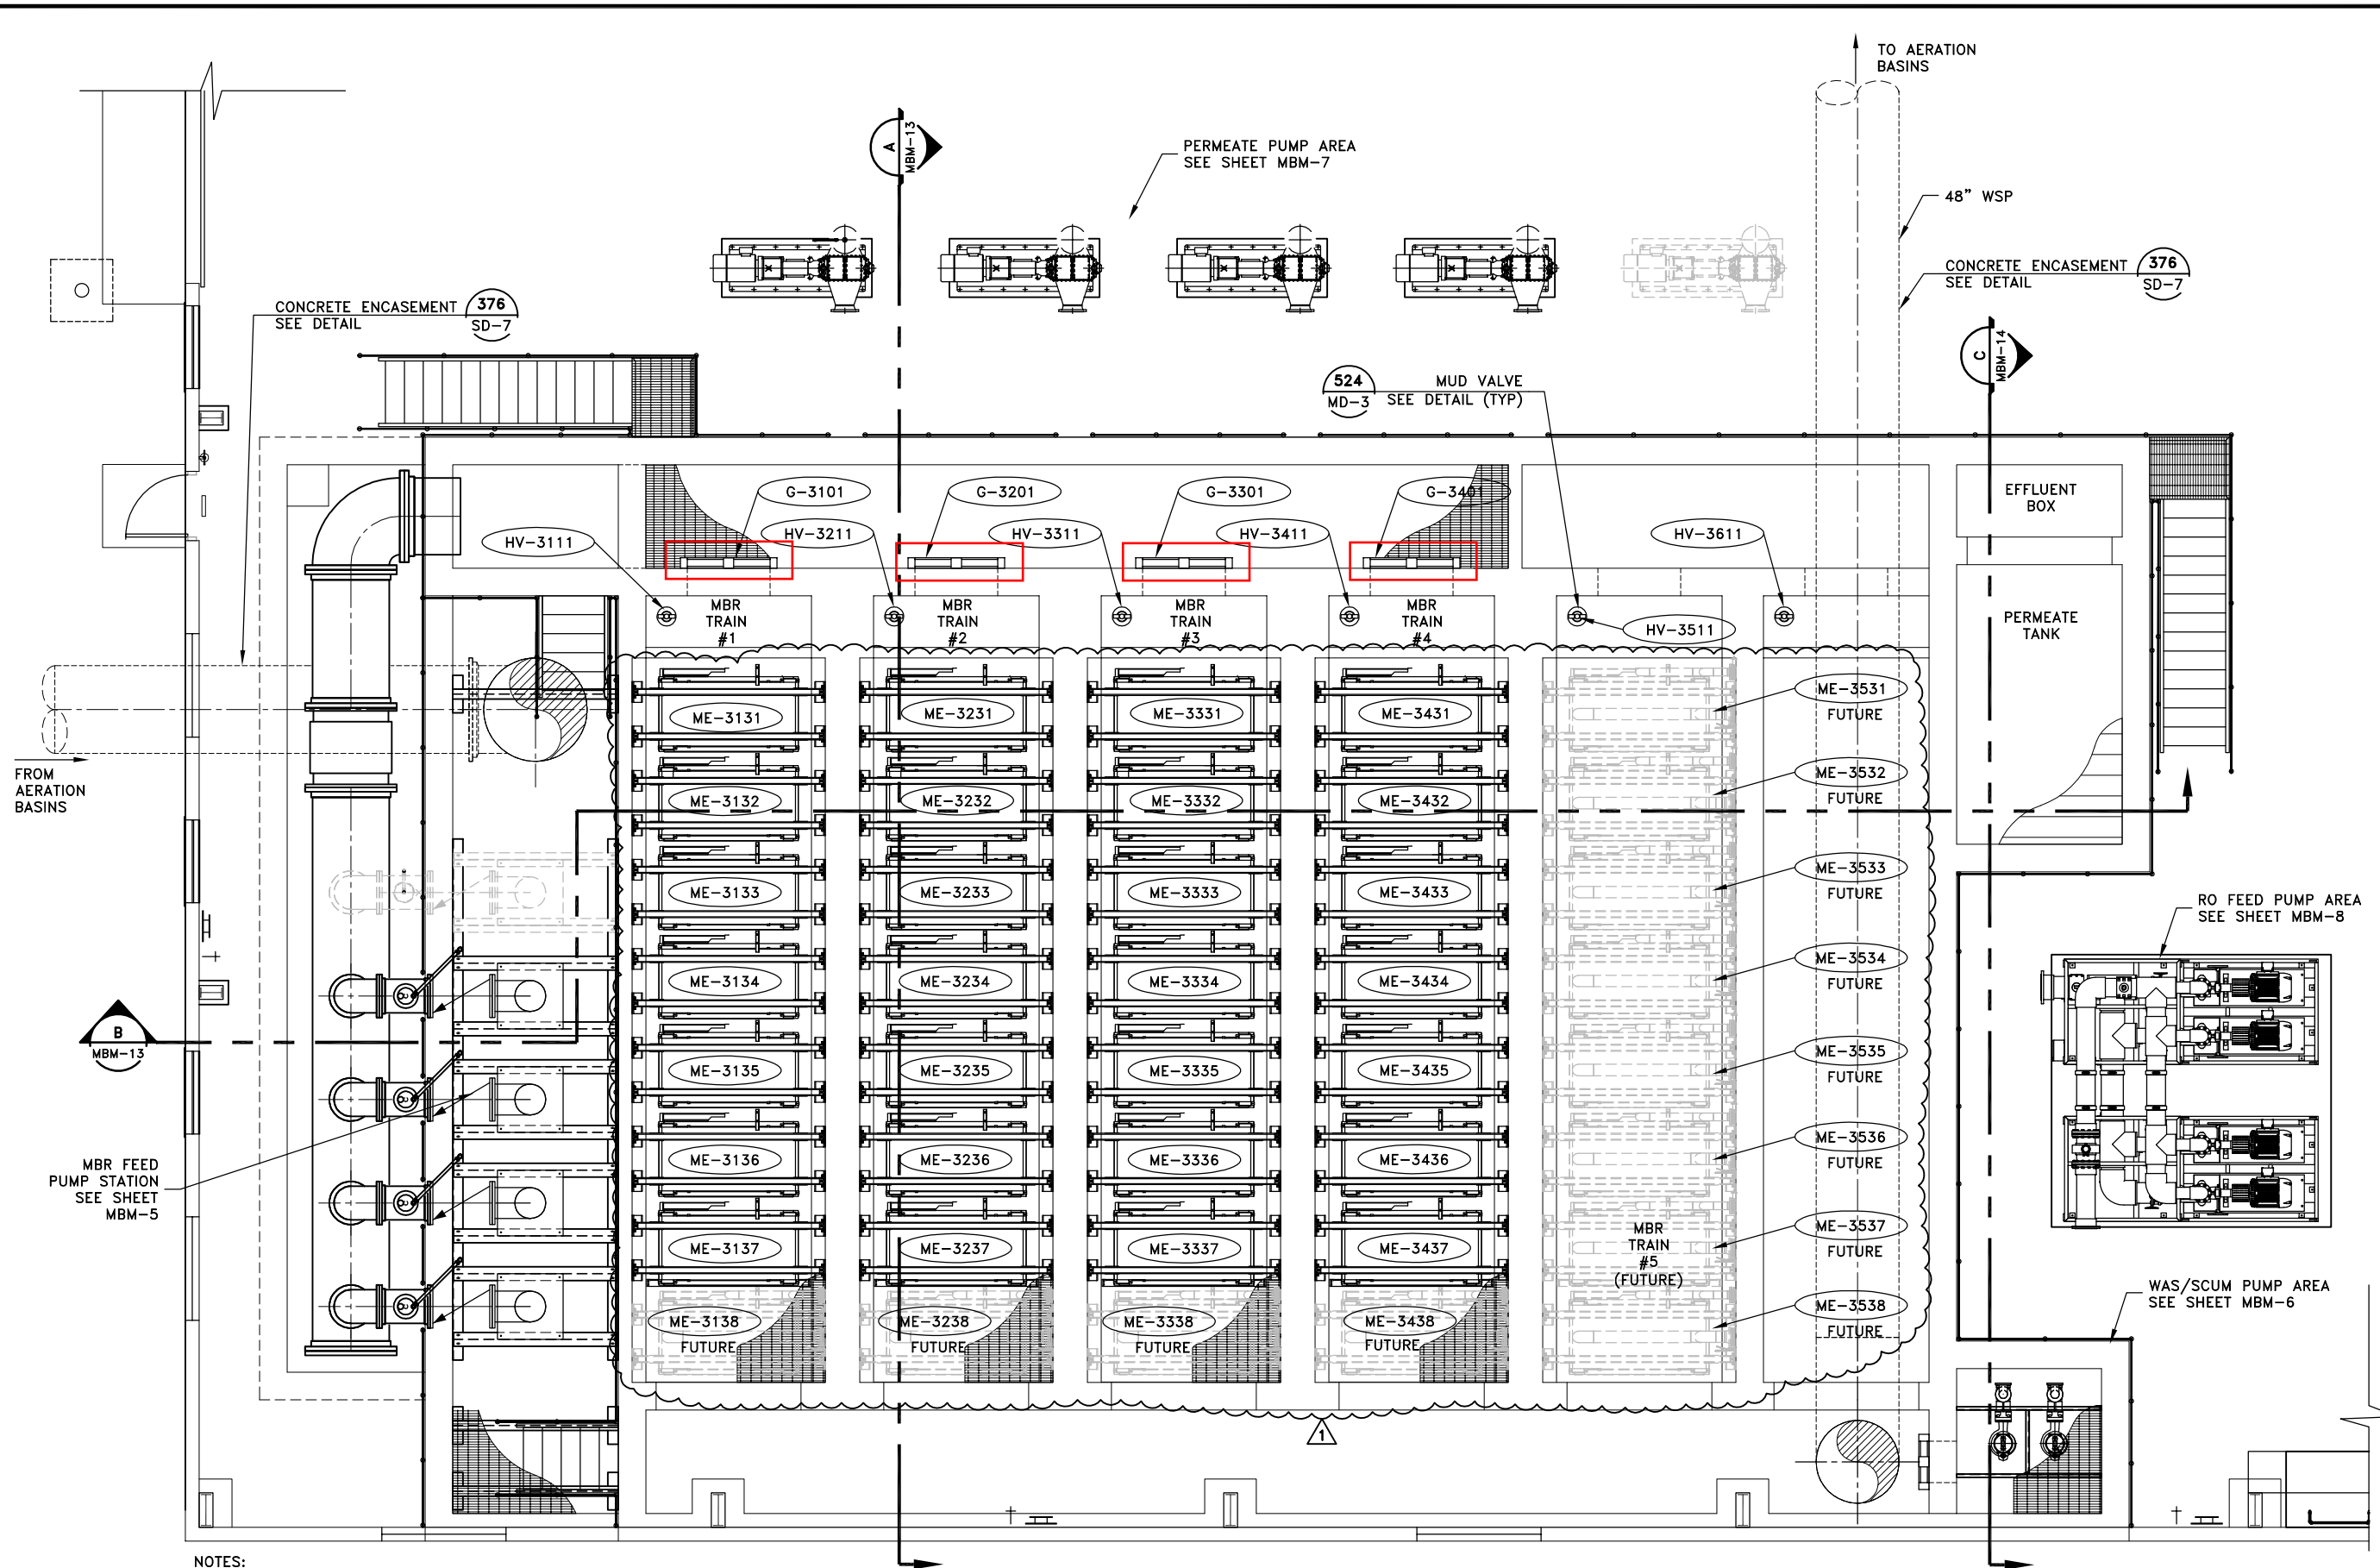 TO AERATION
BASINS
A
MBM-13
PERMEATE PUMP AREA
SEE SHEET MBM-7
48" WSP
CONCRETE ENCASEMENT
SEE DETAIL
376
SD-7
CONCRETE ENCASEMENT
SEE DETAIL
376
SD-7
C
MBM-14
524
MD-3
MUD VALVE
SEE DETAIL (TYP)
G-3101
G-3201
G-3301
G-3401
EFFLUENT
BOX
HV-3111
HV-3211
HV-3311
HV-3411
HV-3611
MBR
TRAIN
#1
MBR
TRAIN
#2
MBR
TRAIN
#3
MBR
TRAIN
#4
HV-3511
PERMEATE
TANK
ME-3131
ME-3231
ME-3331
ME-3431
ME-3531
FUTURE
FROM
AERATION
BASINS
ME-3132
ME-3232
ME-3332
ME-3432
ME-3532
FUTURE
ME-3133
ME-3233
ME-3333
ME-3433
ME-3533
FUTURE
RO FEED PUMP AREA
SEE SHEET MBM-8
ME-3134
ME-3234
ME-3334
ME-3434
ME-3534
FUTURE
B
MBM-13
ME-3135
ME-3235
ME-3335
ME-3435
ME-3535
FUTURE
MBR FEED
PUMP STATION
SEE SHEET
MBM-5
ME-3136
ME-3236
ME-3336
ME-3436
ME-3536
FUTURE
ME-3137
ME-3237
ME-3337
ME-3437
MBR
TRAIN
#5
(FUTURE)
ME-3537
FUTURE
WAS/SCUM PUMP AREA
SEE SHEET MBM-6
ME-3138
FUTURE
ME-3238
FUTURE
ME-3338
FUTURE
ME-3438
FUTURE
ME-3538
FUTURE
1
NOTES: